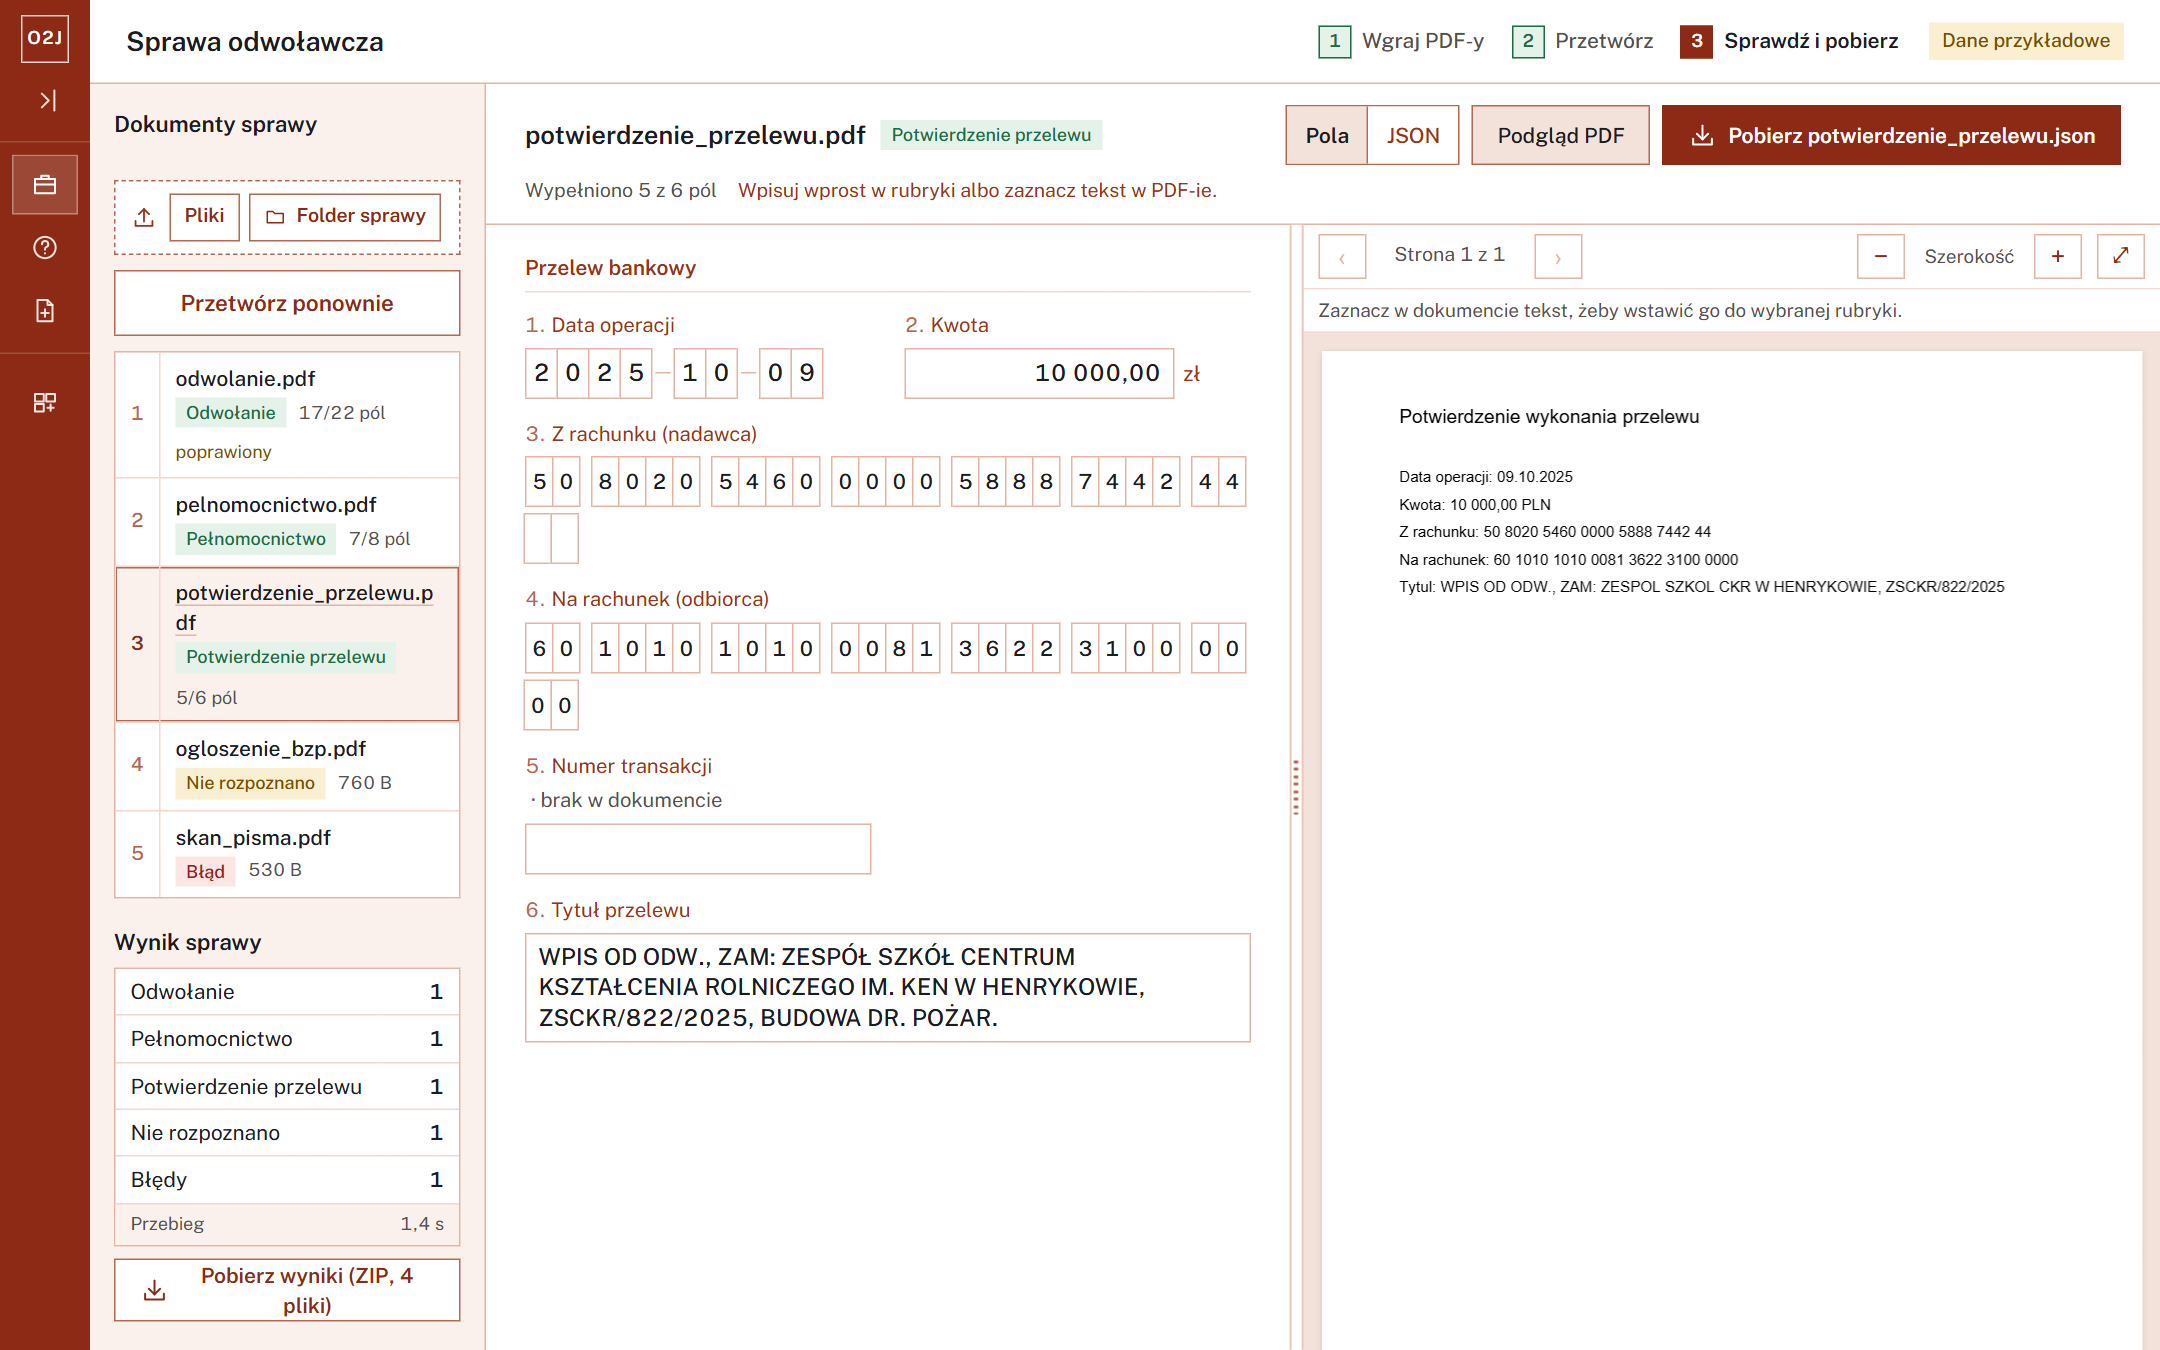 O2J
Sprawa odwoławcza
1 Wgraj PDF-y
2 Przetwórz
3 Sprawdź i pobierz
Dane przykładowe
Dokumenty sprawy
Pliki
Folder sprawy
Przetwórz ponownie
1
odwolanie.pdf
Odwołanie 17/22 pól
poprawiony
2
pelnomocnictwo.pdf
Pełnomocnictwo 7/8 pól
3
potwierdzenie_przelewu.p
df
Potwierdzenie przelewu
5/6 pól
4
ogloszenie_bzp.pdf
Nie rozpoznano 760 B
5
skan_pisma.pdf
Błąd 530 B
Wynik sprawy
Odwołanie 1
Pełnomocnictwo 1
Potwierdzenie przelewu 1
Nie rozpoznano 1
Błędy 1
Przebieg 1,4 s
Pobierz wyniki (ZIP, 4
pliki)
potwierdzenie_przelewu.pdf Potwierdzenie przelewu
Pola JSON Podgląd PDF Pobierz potwierdzenie_przelewu.json
Wypełniono 5 z 6 pól Wpisuj wprost w rubryki albo zaznacz tekst w PDF-ie.
Przelew bankowy
1. Data operacji
2025–10–09
2. Kwota
10 000,00 zł
3. Z rachunku (nadawca)
50 8020 5460 0000 5888 7442 44
4. Na rachunek (odbiorca)
60 1010 1010 0081 3622 3100 00
00
5. Numer transakcji
· brak w dokumencie
6. Tytuł przelewu
WPIS OD ODW., ZAM: ZESPÓŁ SZKÓŁ CENTRUM
KSZTAŁCENIA ROLNICZEGO IM. KEN W HENRYKOWIE,
ZSCKR/822/2025, BUDOWA DR. POŻAR.
‹ Strona 1 z 1 ›
− Szerokość +
Zaznacz w dokumencie tekst, żeby wstawić go do wybranej rubryki.
Potwierdzenie wykonania przelewu
Data operacji: 09.10.2025
Kwota: 10 000,00 PLN
Z rachunku: 50 8020 5460 0000 5888 7442 44
Na rachunek: 60 1010 1010 0081 3622 3100 0000
Tytul: WPIS OD ODW., ZAM: ZESPOL SZKOL CKR W HENRYKOWIE, ZSCKR/822/2025